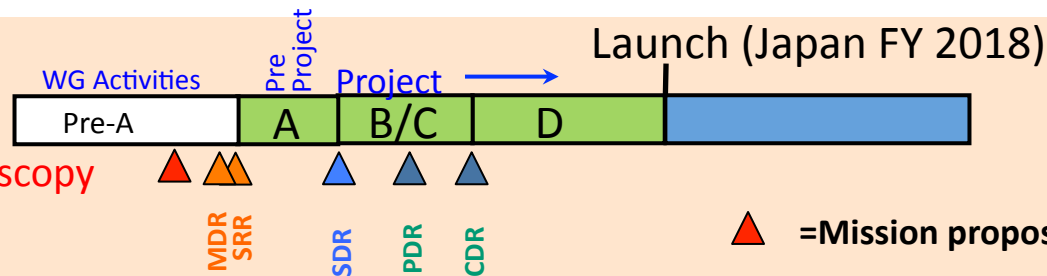 Launch (Japan FY 2018)
WG Activities
Pre
Project
Project
Pre-A
A
B/C
D
scopy
MDR
SRR
SDR
PDR
CDR
=Mission propos